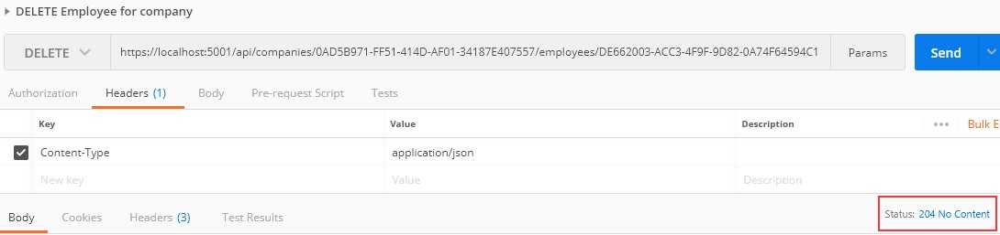 DELETE Employee for company
DELETE https://localhost:5001/api/companies/0AD5B971-FF51-414D-AF01-34187E407557/employees/DE662003-ACC3-4F9F-9D82-0A74F64594C1 Params Send
Authorization Headers (1) Body Pre-request Script Tests
Key Value Description ••• Bulk E
Content-Type application/json
New key Value Description
Body Cookies Headers (3) Test Results Status: 204 No Content